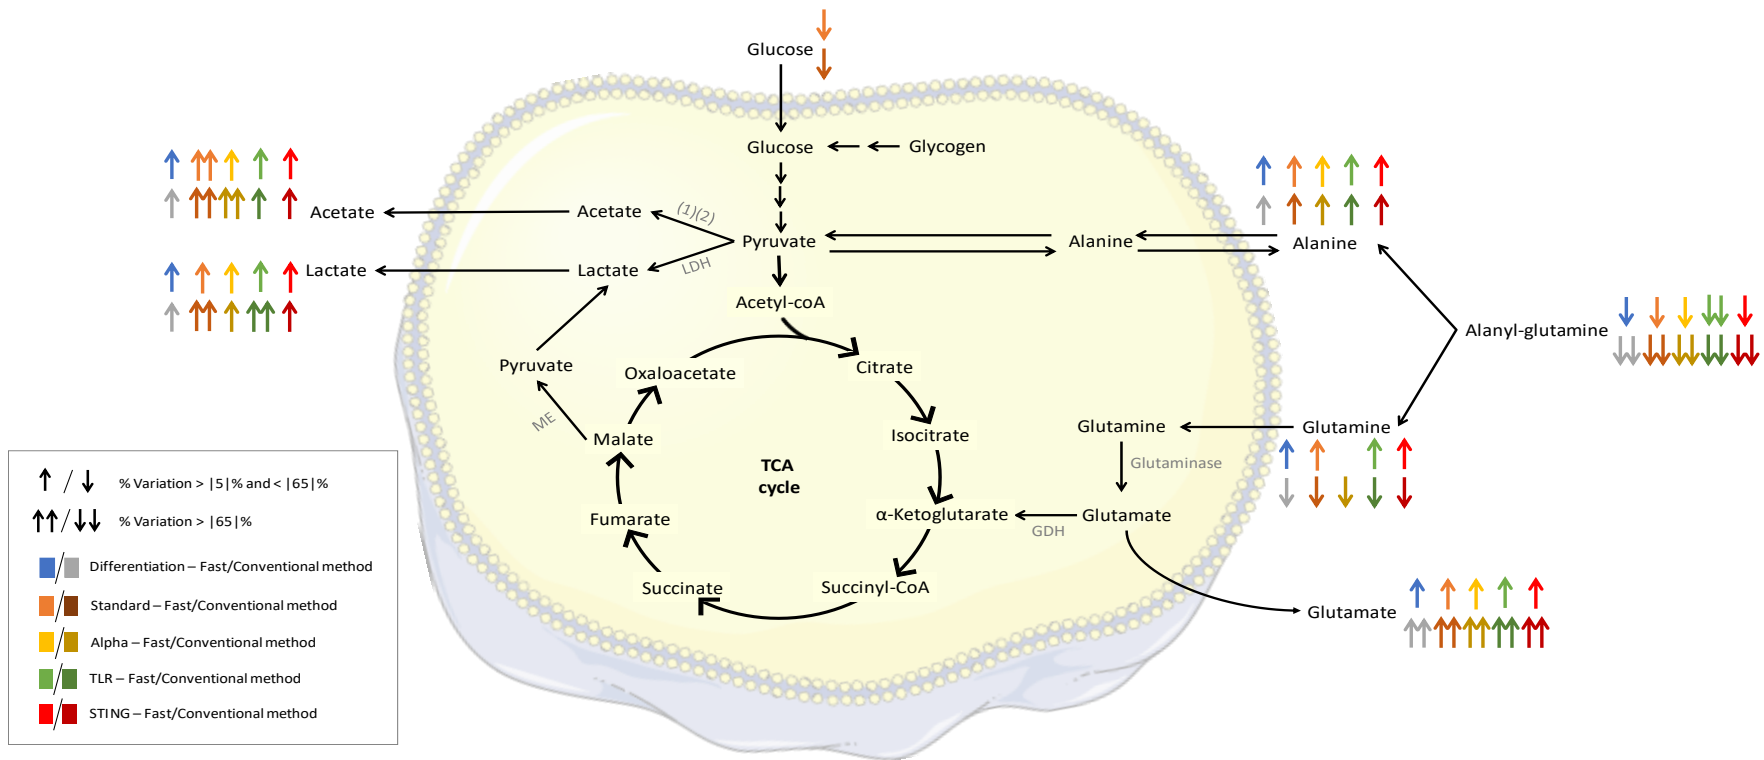 Glucose
Glucose
Glycogen
Acetate
Acetate
(1)(2)
Pyruvate
Alanine
Alanine
Lactate
Lactate
LDH
Acetyl-coA
Alanyl-glutamine
Pyruvate
Oxaloacetate
Citrate
ME
Malate
Isocitrate
Glutamine
Glutamine
TCA
cycle
Glutaminase
Fumarate
α-Ketoglutarate
GDH
Glutamate
Succinate
Succinyl-CoA
Glutamate
/ % Variation > |5|% and < |65|%
/ % Variation > |65|%
/ Differentiation – Fast/Conventional method
/ Standard – Fast/Conventional method
/ Alpha – Fast/Conventional method
/ TLR – Fast/Conventional method
/ STING – Fast/Conventional method